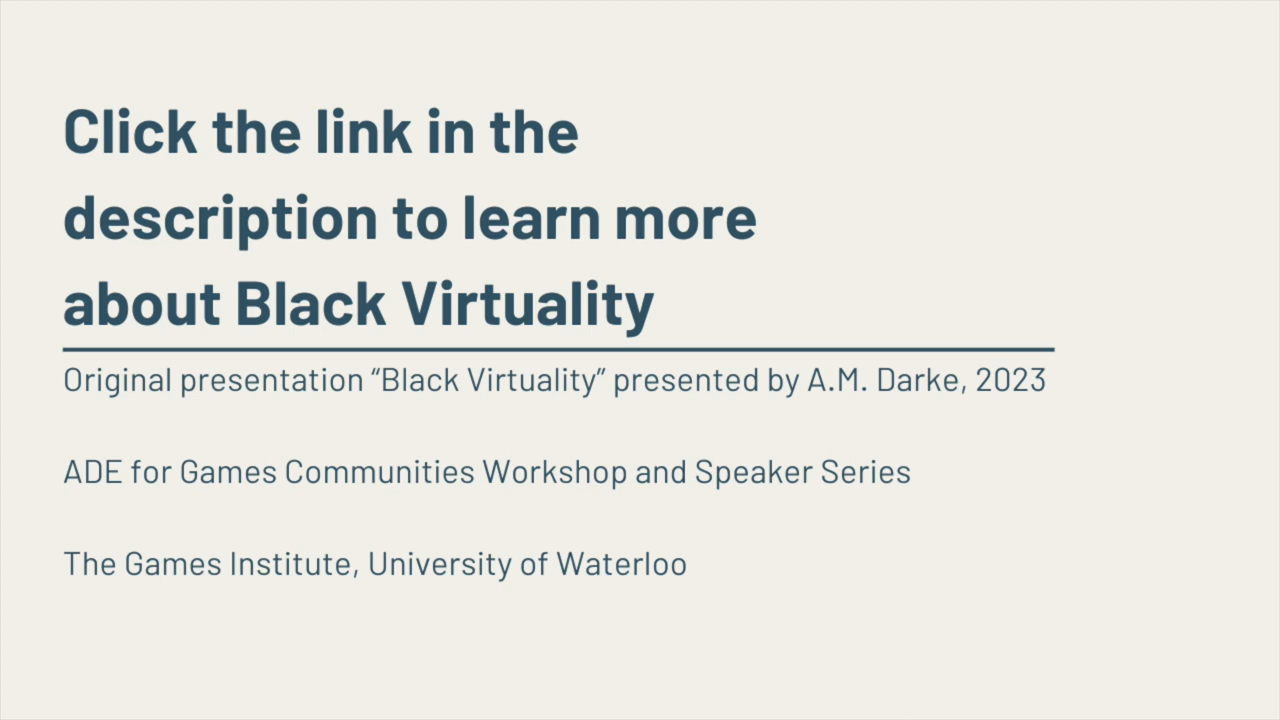 Click the link in the
description to learn more
about Black Virtuality
Original presentation “Black Virtuality” presented by A.M. Darke, 2023
ADE for Games Communities Workshop and Speaker Series
The Games Institute, University of Waterloo